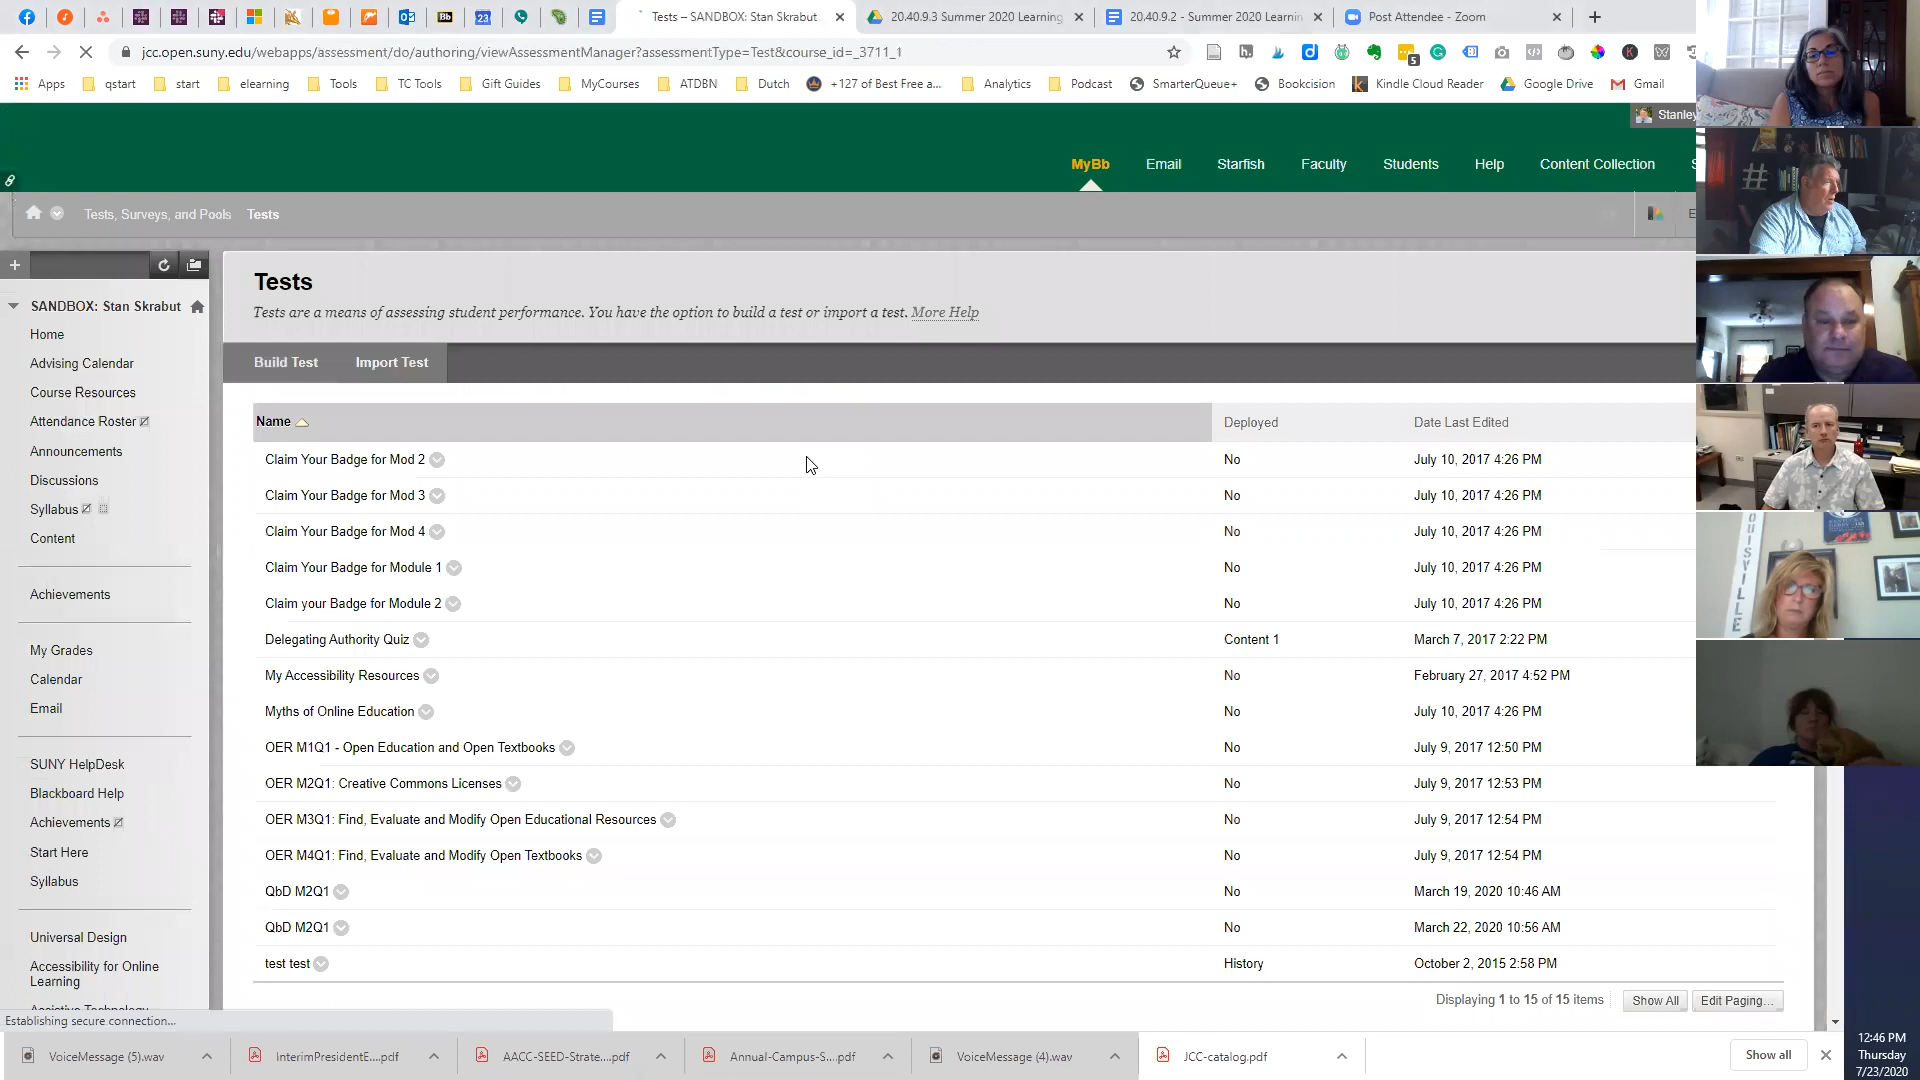 Tests – SANDBOX: Stan Skrabut
20.40.9.3 Summer 2020 Learning
20.40.9.2 - Summer 2020 Learnin
Post Attendee - Zoom
jcc.open.suny.edu/webapps/assessment/do/authoring/viewAssessmentManager?assessmentType=Test&course_id=_3711_1
Apps
qstart
start
elearning
Tools
TC Tools
Gift Guides
MyCourses
ATDBN
Dutch
+127 of Best Free a...
Analytics
Podcast
SmarterQueue+
Bookcision
Kindle Cloud Reader
Google Drive
Gmail
Stanley
MyBb
Email
Starfish
Faculty
Students
Help
Content Collection
S
Tests, Surveys, and Pools
Tests
E
SANDBOX: Stan Skrabut
Home
Advising Calendar
Course Resources
Attendance Roster
Announcements
Discussions
Syllabus
Content
Achievements
My Grades
Calendar
Email
SUNY HelpDesk
Blackboard Help
Achievements
Start Here
Syllabus
Universal Design
Accessibility for Online
Learning
Assistive Technology
Tests
Tests are a means of assessing student performance. You have the option to build a test or import a test. More Help
Build Test
Import Test
Name Deployed Date Last Edited
Claim Your Badge for Mod 2 No July 10, 2017 4:26 PM
Claim Your Badge for Mod 3 No July 10, 2017 4:26 PM
Claim Your Badge for Mod 4 No July 10, 2017 4:26 PM
Claim Your Badge for Module 1 No July 10, 2017 4:26 PM
Claim your Badge for Module 2 No July 10, 2017 4:26 PM
Delegating Authority Quiz Content 1 March 7, 2017 2:22 PM
My Accessibility Resources No February 27, 2017 4:52 PM
Myths of Online Education No July 10, 2017 4:26 PM
OER M1Q1 - Open Education and Open Textbooks No July 9, 2017 12:50 PM
OER M2Q1: Creative Commons Licenses No July 9, 2017 12:53 PM
OER M3Q1: Find, Evaluate and Modify Open Educational Resources No July 9, 2017 12:54 PM
OER M4Q1: Find, Evaluate and Modify Open Textbooks No July 9, 2017 12:54 PM
QbD M2Q1 No March 19, 2020 10:46 AM
QbD M2Q1 No March 22, 2020 10:56 AM
test test History October 2, 2015 2:58 PM
Displaying 1 to 15 of 15 items
Show All
Edit Paging...
Establishing secure connection...
VoiceMessage (5).wav
InterimPresidentE....pdf
AACC-SEED-Strate....pdf
Annual-Campus-S....pdf
VoiceMessage (4).wav
JCC-catalog.pdf
Show all
12:46 PM
Thursday
7/23/2020
OUISVILLE